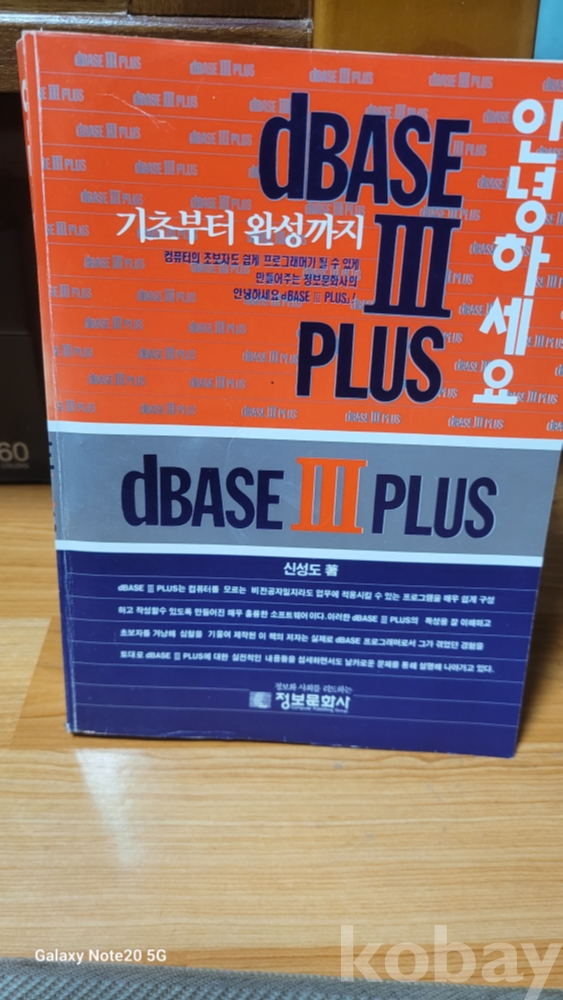 dBASE
III
PLUS
안녕하세요
기초부터 완성까지
컴퓨터의 초보자도 쉽게 프로그래머가 될 수 있게
만들어주는 정보문화사의
안녕하세요 dBASE III PLUS,!
dBASE III PLUS
신성도 著
dBASE III PLUS는 컴퓨터를 모르는 비전공자일지라도 업무에 적용시킬 수 있는 프로그램을 매우 쉽게 구성
하고 작성할수 있도록 만들어진 매우 훌륭한 소프트웨어 이다. 이러한 dBASE III PLUS의 특성을 잘 이해하고
초보자를 겨냥해 심혈을 기울여 제작된 이 책의 저자는 실제로 dBASE 프로그래머로서 그가 겪었던 경험을
토대로 dBASE III PLUS에 대한 실전적인 내용들을 섬세하면서도 날카로운 문체를 통해 설명해 나아가고 있다.
정보화 사회를 리드하는
정보문화사
60
Galaxy Note20 5G
kobay